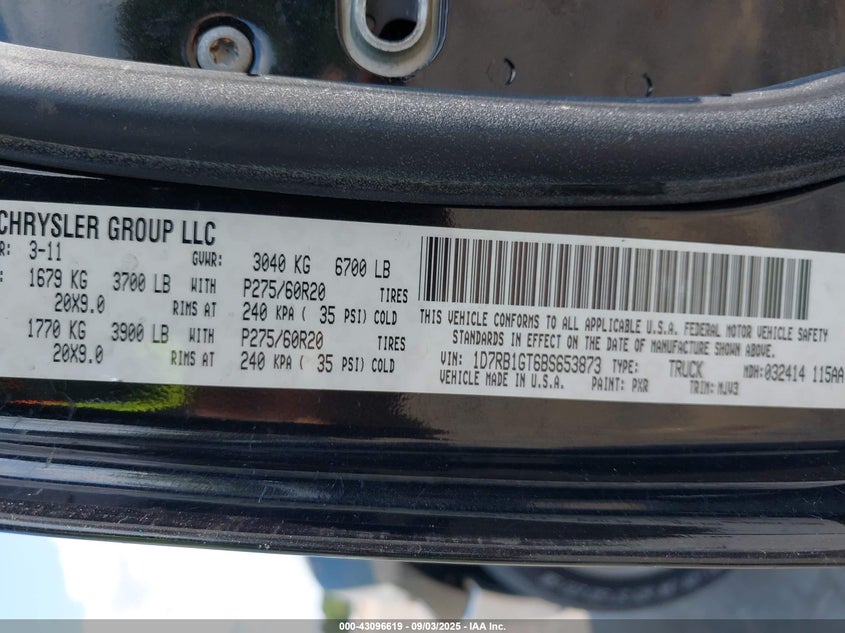 CHRYSLER GROUP LLC
R: 3-11 GVWR: 3040 KG 6700 LB
: 1679 KG 3700 LB WITH P275/60R20 TIRES
20X9.0 RIMS AT 240 KPA ( 35 PSI) COLD
1770 KG 3900 LB WITH P275/60R20 TIRES
20X9.0 RIMS AT 240 KPA ( 35 PSI) COLD
THIS VEHICLE CONFORMS TO ALL APPLICABLE U.S.A. FEDERAL MOTOR VEHICLE SAFETY
STANDARDS IN EFFECT ON THE DATE OF MANUFACTURE SHOWN ABOVE.
VIN: 1D7RB1GT6BS653873 TYPE: TRUCK MDH: 032414 115AA
VEHICLE MADE IN U.S.A. PAINT: PXR TRIM: MJV3
000-43096619 - 09/03/2025 - IAA Inc.